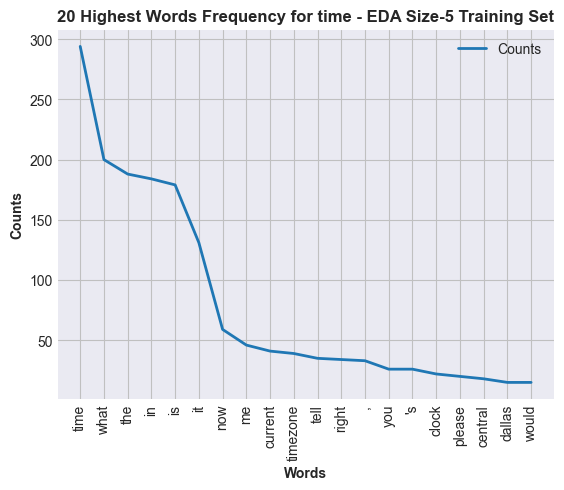 20 Highest Words Frequency for time - EDA Size-5 Training Set
Counts
300
250
200
150
100
50
Counts
time
what
the
in
is
it
now
me
current
timezone
tell
right
,
you
's
clock
please
central
dallas
would
Words